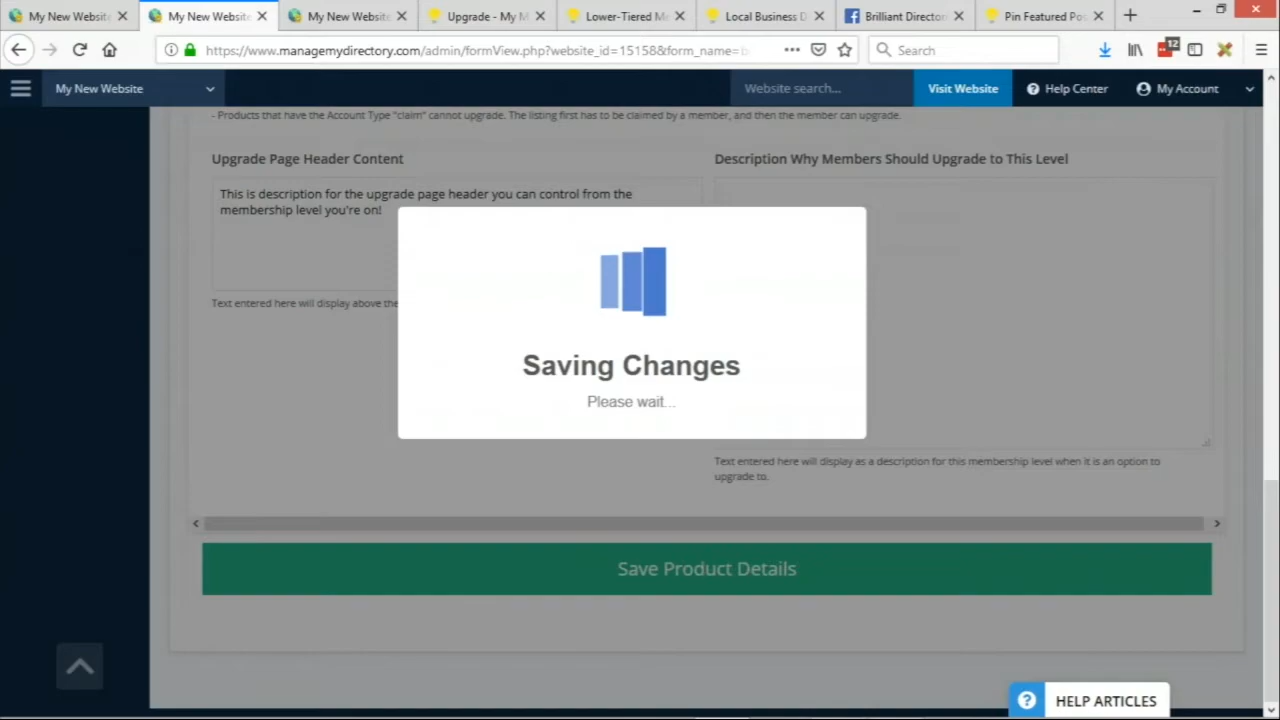 My New Website
My New Website
My New Website
Upgrade - My M
Lower-Tiered Me
Local Business D
Brilliant Director
Pin Featured Pos
https://www.managemydirectory.com/admin/formView.php?website_id=15158&form_name=
Search
12
My New Website
Website search...
Visit Website
Help Center
My Account
- Products that have the Account Type "claim" cannot upgrade. The listing first has to be claimed by a member, and then the member can upgrade.
Upgrade Page Header Content
Description Why Members Should Upgrade to This Level
This is description for the upgrade page header you can control from the
membership level you're on!
Text entered here will display above the
Saving Changes
Please wait...
Text entered here will display as a description for this membership level when it is an option to
upgrade to.
Save Product Details
HELP ARTICLES